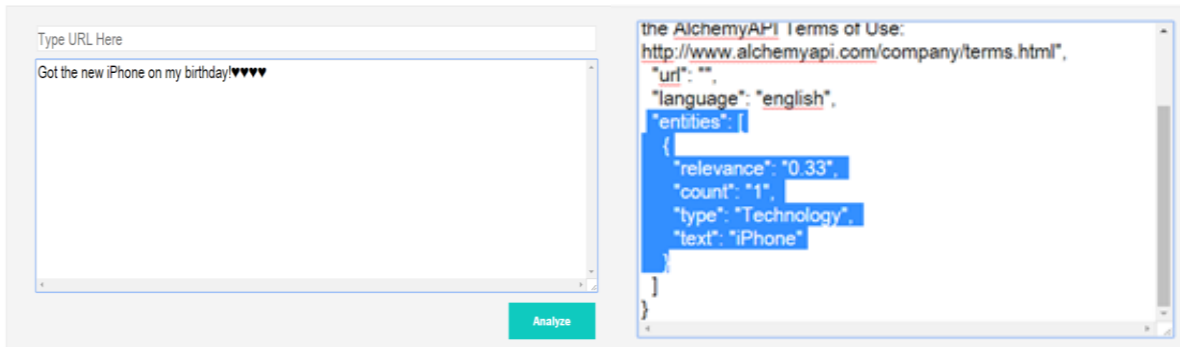 Type URL Here
Got the new iPhone on my birthday!♥♥♥♥
Analyze
the AlchemyAPI Terms of Use:
http://www.alchemyapi.com/company/terms.html",
"url": "",
"language": "english",
"entities": [
{
"relevance": "0.33",
"count": "1",
"type": "Technology",
"text": "iPhone"
}
]
}